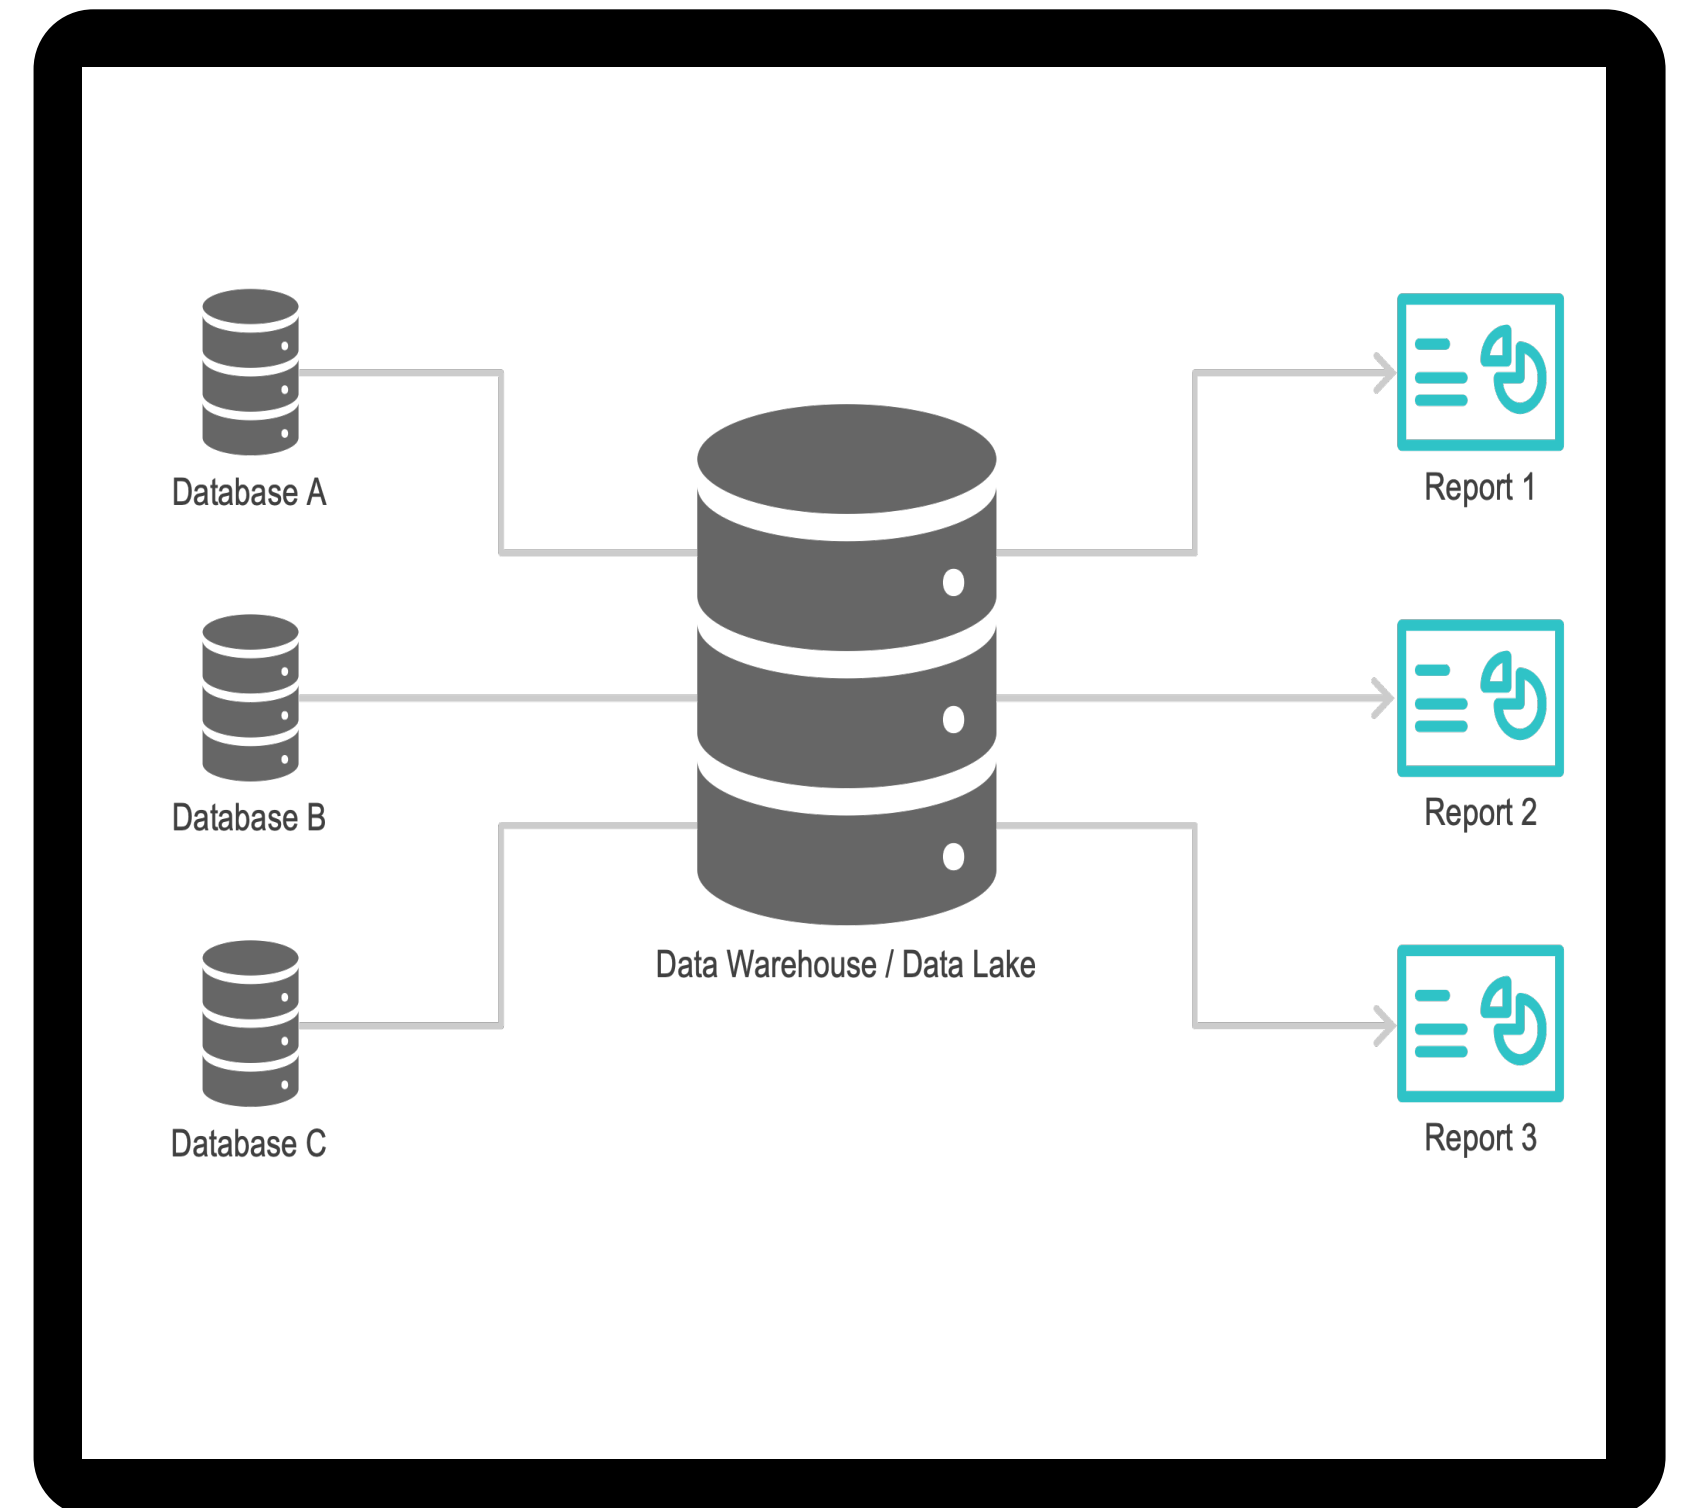 Database A
Report 1
Database B
Report 2
Data Warehouse / Data Lake
Database C
Report 3